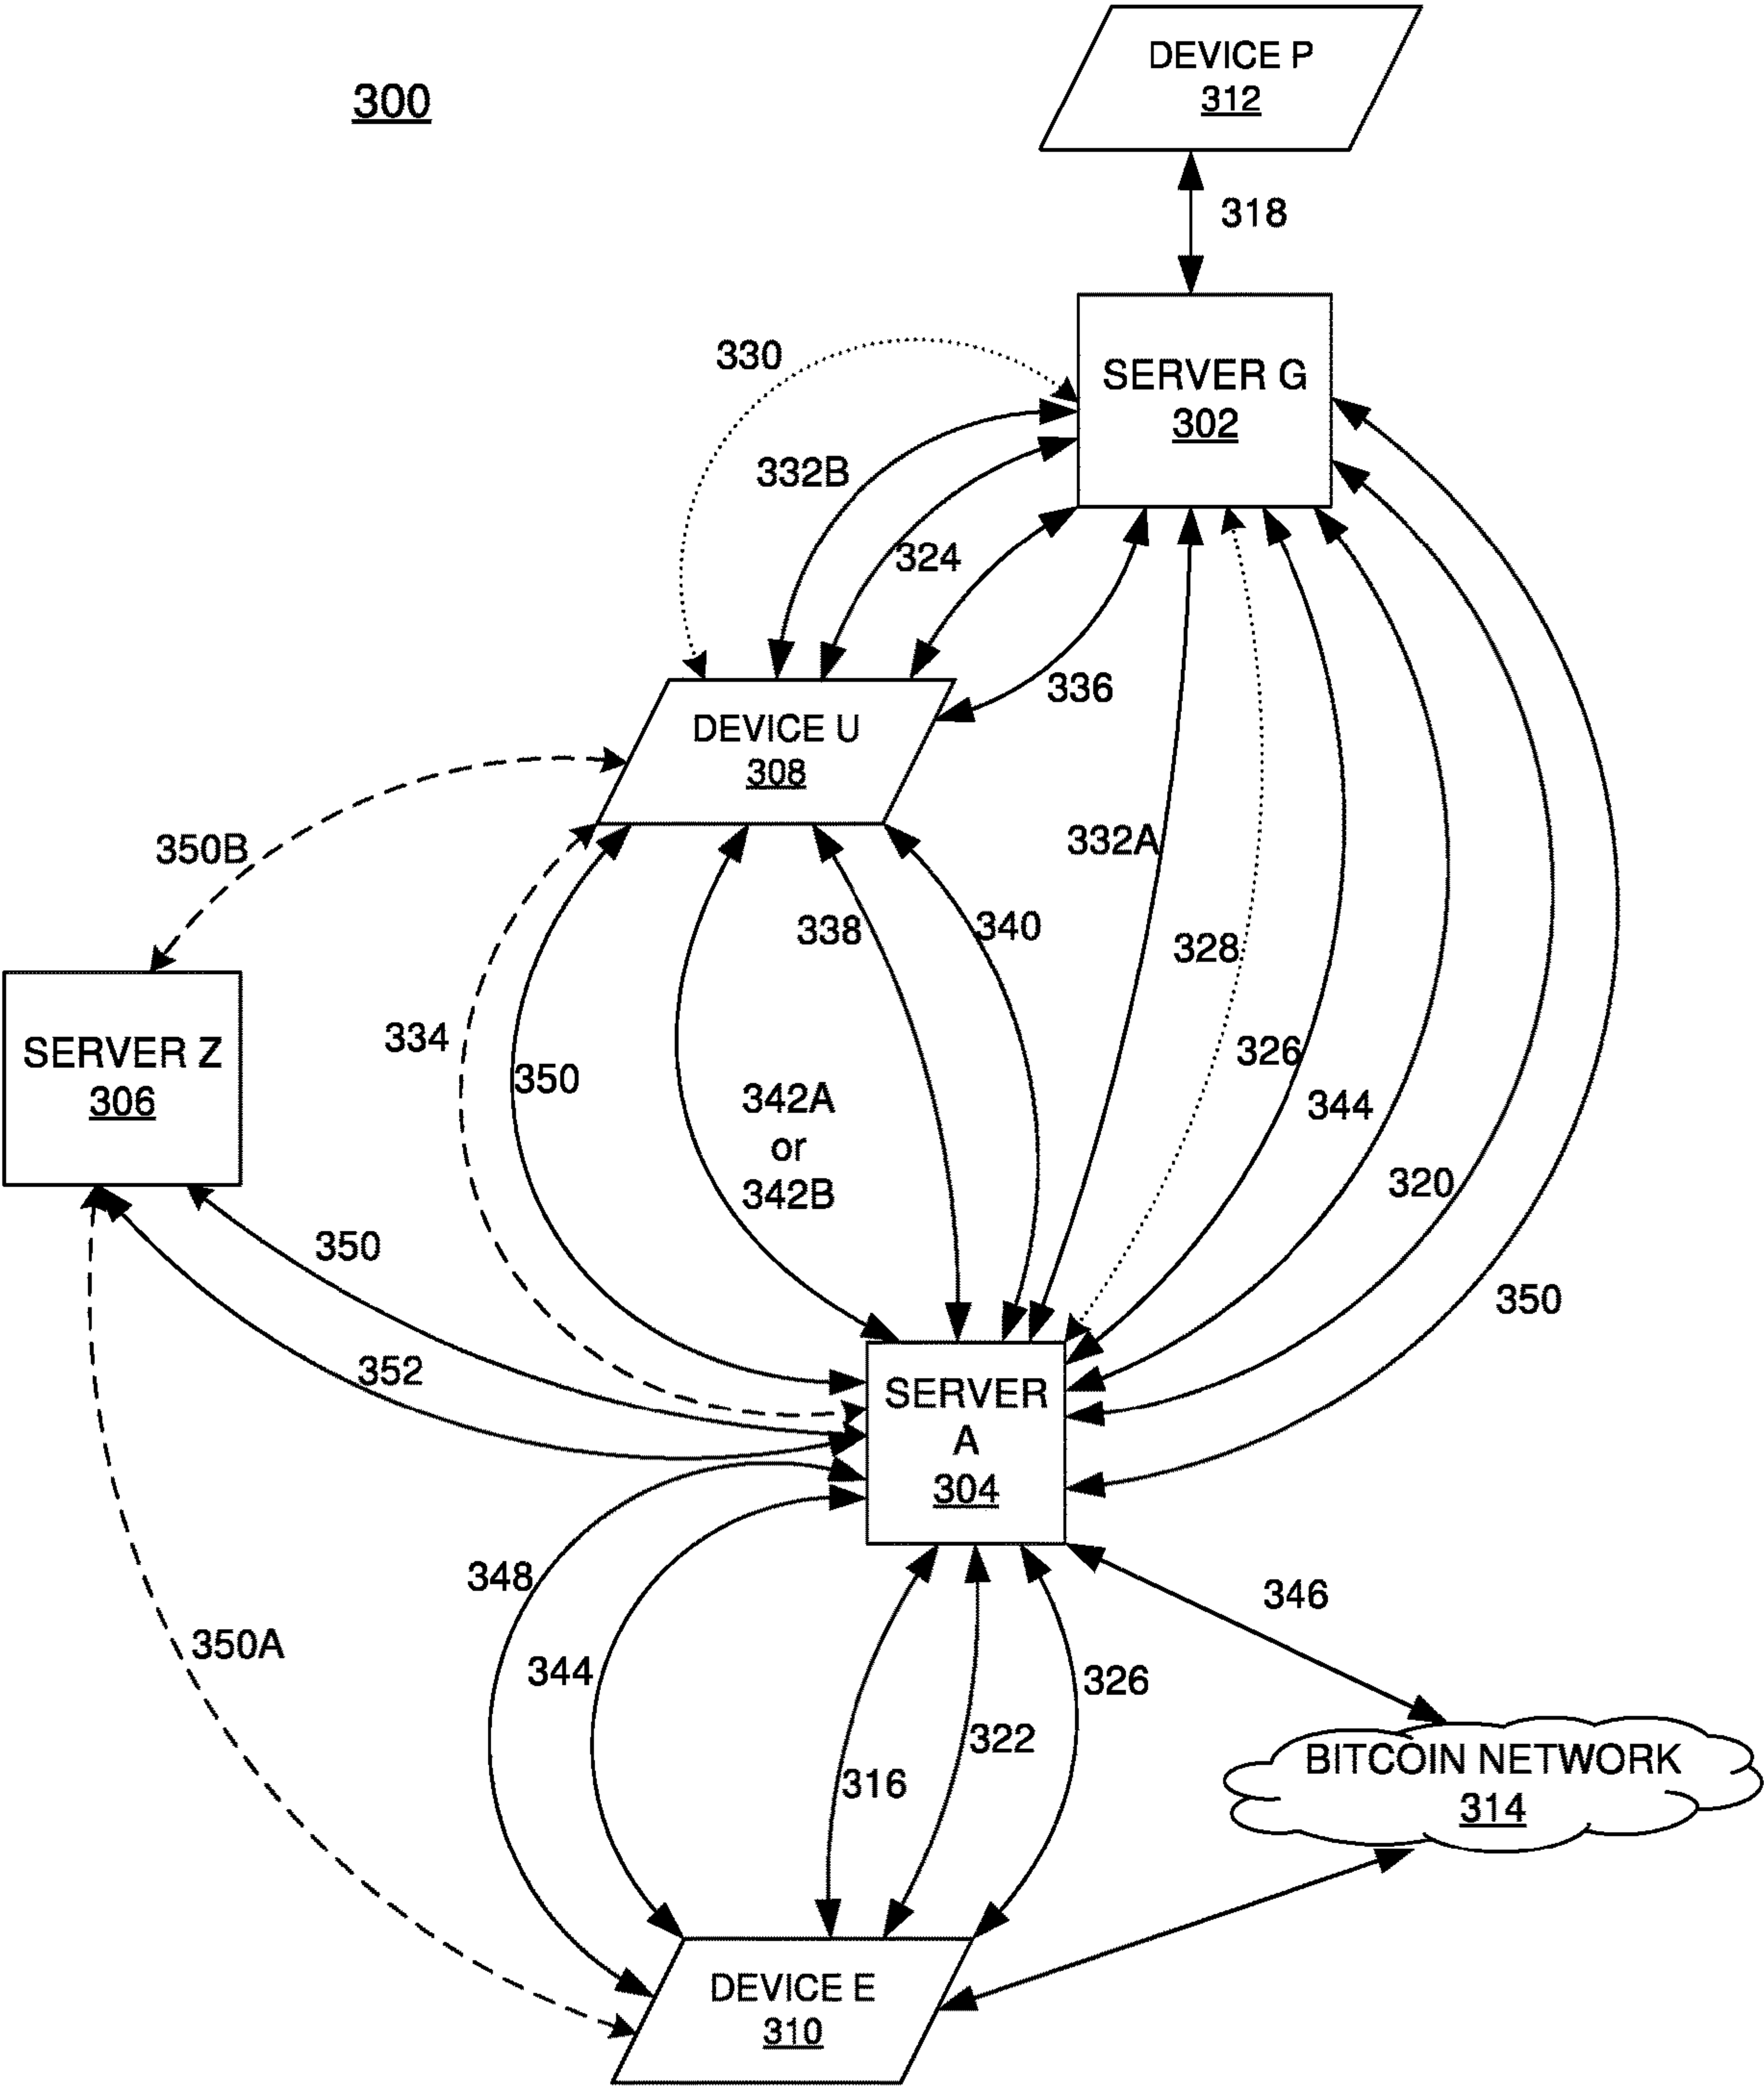 DEVICE P
312
300
318
330
SERVER G
302
332B
324
336
DEVICE U
308
350B
332A
338
340
328
334
SERVER Z
306
350
326
342A
or
342B
344
320
350
350
352
SERVER
A
304
348
346
350A
344
326
322
316
BITCOIN NETWORK
314
DEVICE E
310